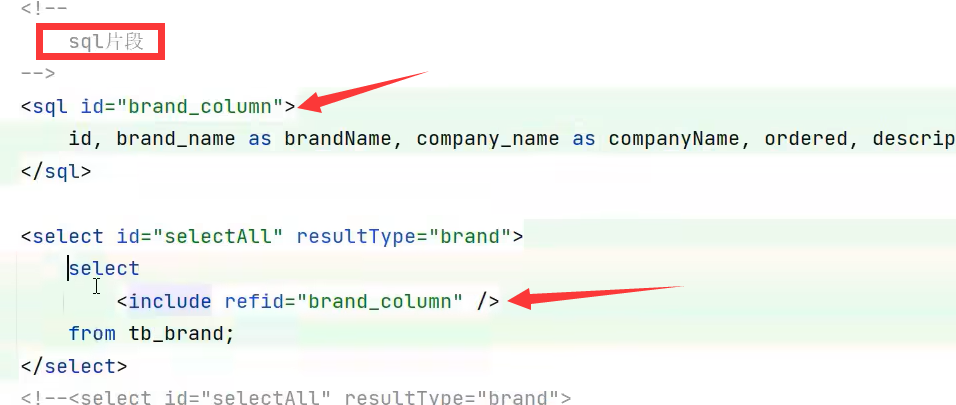 <!--
sql片段
-->
<sql id="brand_column">
id, brand_name as brandName, company_name as companyName, ordered, descrip
</sql>
<select id="selectAll" resultType="brand">
select
<include refid="brand_column" />
from tb_brand;
</select>
<!--<select id="selectAll" resultType="brand">